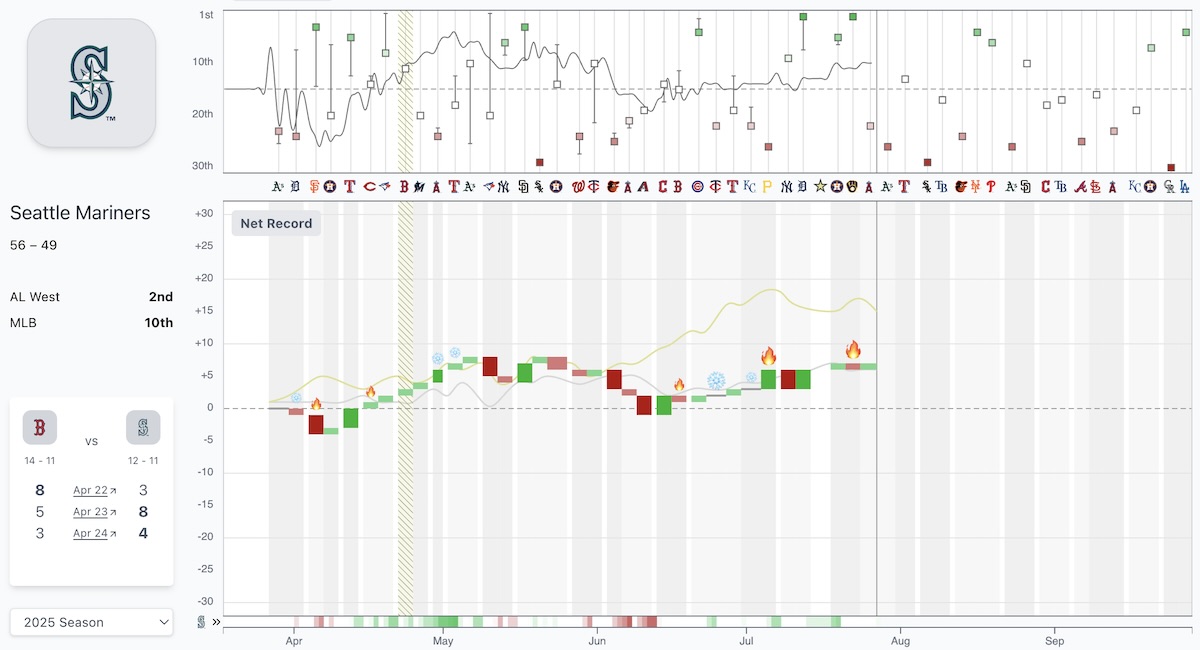 S
TM
Seattle Mariners
56 – 49
AL West 2nd
MLB 10th
B vs S
14 - 11 12 - 11
8 Apr 22↗ 3
5 Apr 23↗ 8
3 Apr 24↗ 4
2025 Season
1st
10th
20th
30th
Net Record
+30
+25
+20
+15
+10
+5
0
-5
-10
-15
-20
-25
-30
S »
Apr May Jun Jul Aug Sep